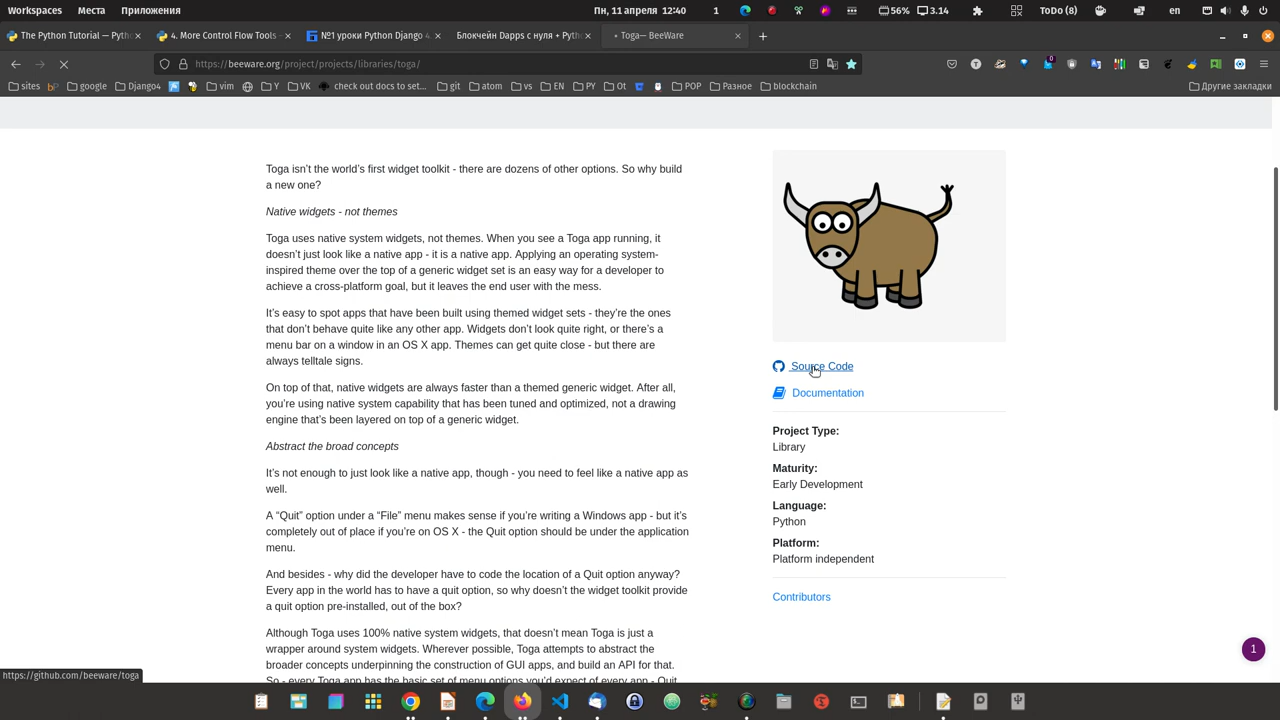 Workspaces Места Приложения Пн, 11 апреля 12:40 1 56% 3.14 ToDo (8) en
The Python Tutorial — Pyth 4. More Control Flow Tools - №1 уроки Python Django 4. Блокчейн Dapps с нуля + Pyth Toga— BeeWare
https://beeware.org/project/projects/libraries/toga/
sites google Django4 Y VK check out docs to set... git atom vs EN PY Ot POP Разное blockchain Другие закладки
Toga isn’t the world’s first widget toolkit - there are dozens of other options. So why build
a new one?
Native widgets - not themes
Toga uses native system widgets, not themes. When you see a Toga app running, it
doesn’t just look like a native app - it is a native app. Applying an operating system-
inspired theme over the top of a generic widget set is an easy way for a developer to
achieve a cross-platform goal, but it leaves the end user with the mess.
It’s easy to spot apps that have been built using themed widget sets - they’re the ones
that don’t behave quite like any other app. Widgets don’t look quite right, or there’s a
menu bar on a window in an OS X app. Themes can get quite close - but there are
always telltale signs.
On top of that, native widgets are always faster than a themed generic widget. After all,
you’re using native system capability that has been tuned and optimized, not a drawing
engine that’s been layered on top of a generic widget.
Abstract the broad concepts
It’s not enough to just look like a native app, though - you need to feel like a native app as
well.
A “Quit” option under a “File” menu makes sense if you’re writing a Windows app - but it’s
completely out of place if you’re on OS X - the Quit option should be under the application
menu.
And besides - why did the developer have to code the location of a Quit option anyway?
Every app in the world has to have a quit option, so why doesn’t the widget toolkit provide
a quit option pre-installed, out of the box?
Although Toga uses 100% native system widgets, that doesn’t mean Toga is just a
wrapper around system widgets. Wherever possible, Toga attempts to abstract the
broader concepts underpinning the construction of GUI apps, and build an API for that.
So - every Toga app has the basic set of menu options you’d expect of every app - Quit,
Source Code
Documentation
Project Type:
Library
Maturity:
Early Development
Language:
Python
Platform:
Platform independent
Contributors
1
https://github.com/beeware/toga